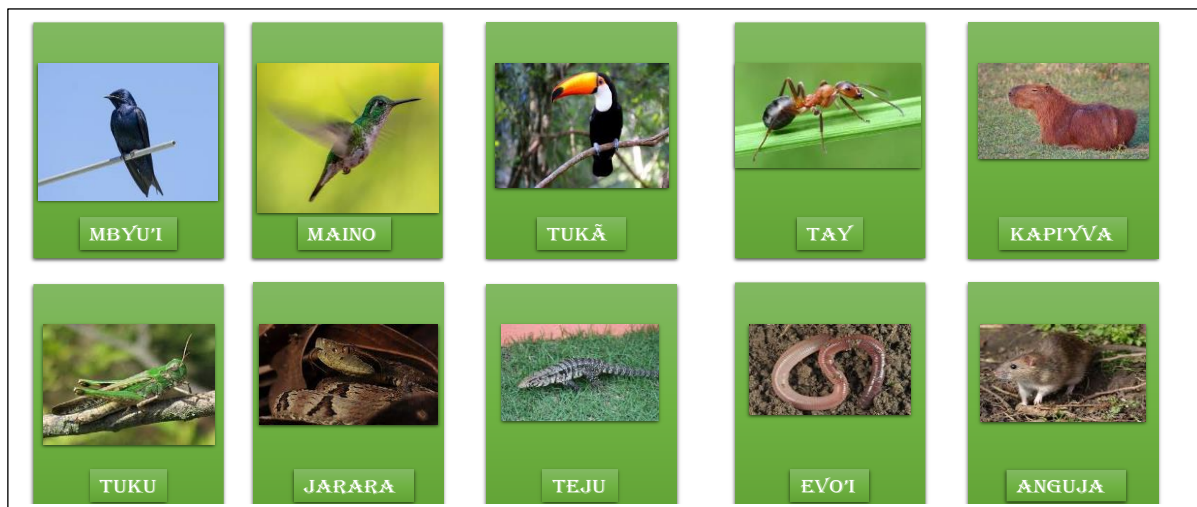 MBYU'I
MAINO
TUKÃ
TAY
KAPI'YVA
TUKU
JARARA
TEJU
EVO'I
ANGUJA